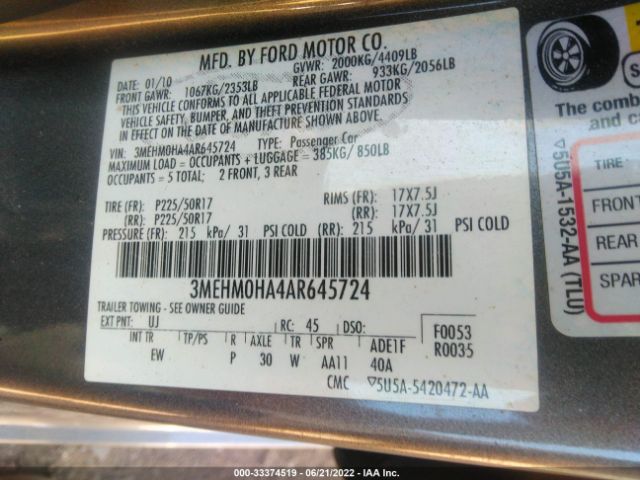 MFD. BY FORD MOTOR CO.
DATE: 01/10 GVWR: 2000KG/4409LB
FRONT GAWR: 1067KG/2353LB REAR GAWR: 933KG/2056LB
THIS VEHICLE CONFORMS TO ALL APPLICABLE FEDERAL MOTOR
VEHICLE SAFETY, BUMPER, AND THEFT PREVENTION STANDARDS
IN EFFECT ON THE DATE OF MANUFACTURE SHOWN ABOVE.
VIN: 3MEHM0HA4AR645724 TYPE: Passenger Car
MAXIMUM LOAD = OCCUPANTS + LUGGAGE = 385KG/ 850LB
OCCUPANTS = 5 TOTAL: 2 FRONT, 3 REAR
TIRE (FR): P225/50R17 RIMS (FR): 17X7.5J
(RR): P225/50R17 (RR): 17X7.5J
PRESSURE (FR): 215 kPa/ 31 PSI COLD (RR): 215 kPa/ 31 PSI COLD
3MEHM0HA4AR645724
TRAILER TOWING - SEE OWNER GUIDE
EXT PNT: UJ RC: 45 DSO: F0053
INT TR TP/PS R AXLE TR SPR ADE1F R0035
EW P 30 W AA11 40A
CMC ▽5U5A-5420472-AA
The comb
and ca
TIRE
FRONT
REAR
SPAR
▽5U5A-1532-AA (TLU)
000-33374519 - 06/21/2022 - IAA Inc.